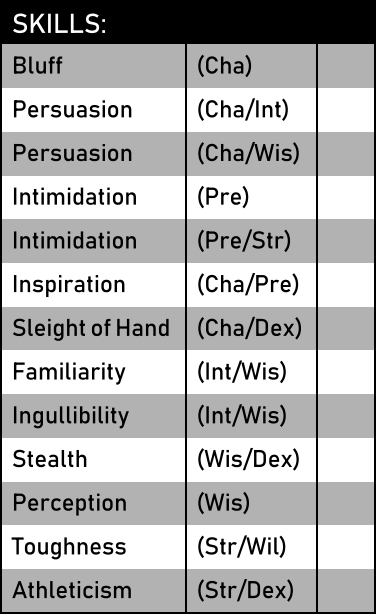 SKILLS:
Bluff (Cha)
Persuasion (Cha/Int)
Persuasion (Cha/Wis)
Intimidation (Pre)
Intimidation (Pre/Str)
Inspiration (Cha/Pre)
Sleight of Hand (Cha/Dex)
Familiarity (Int/Wis)
Ingullibility (Int/Wis)
Stealth (Wis/Dex)
Perception (Wis)
Toughness (Str/Wil)
Athleticism (Str/Dex)